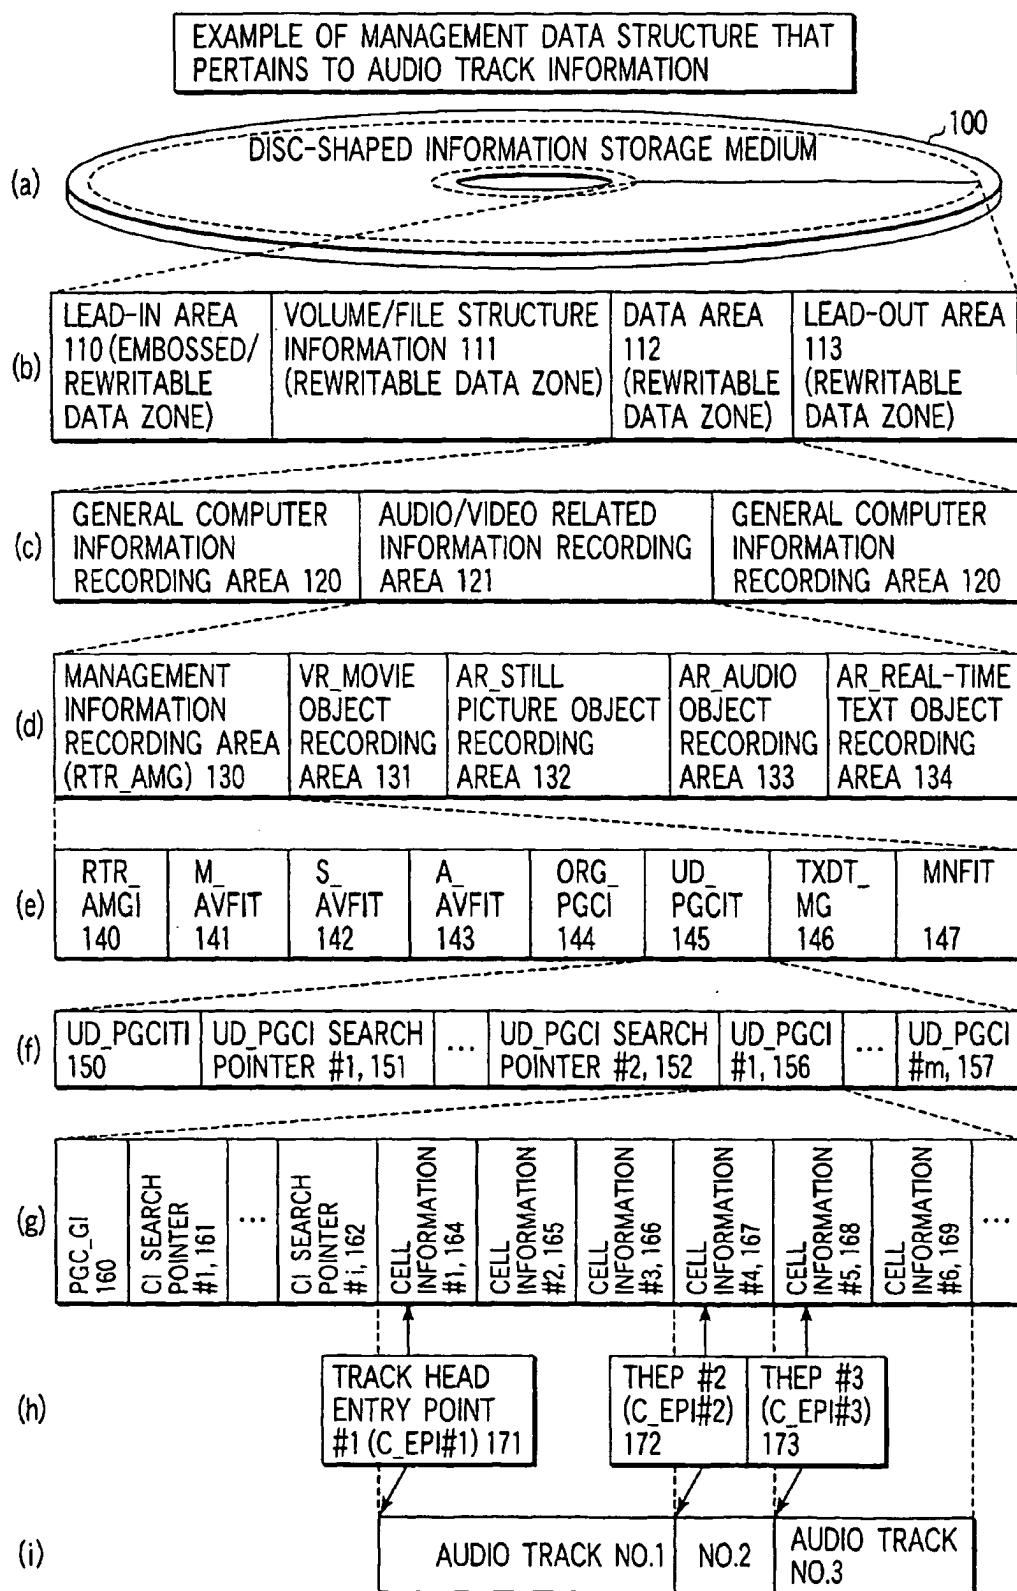 EXAMPLE OF MANAGEMENT DATA STRUCTURE THAT
PERTAINS TO AUDIO TRACK INFORMATION
100
DISC-SHAPED INFORMATION STORAGE MEDIUM
(a)
(b)
LEAD-IN AREA
110 (EMBOSSED/
REWRITABLE
DATA ZONE)
VOLUME/FILE STRUCTURE
INFORMATION 111
(REWRITABLE DATA ZONE)
DATA AREA
112
(REWRITABLE
DATA ZONE)
LEAD-OUT AREA
113
(REWRITABLE
DATA ZONE)
(c)
GENERAL COMPUTER
INFORMATION
RECORDING AREA 120
AUDIO/VIDEO RELATED
INFORMATION RECORDING
AREA 121
GENERAL COMPUTER
INFORMATION
RECORDING AREA 120
(d)
MANAGEMENT
INFORMATION
RECORDING AREA
(RTR_AMG) 130
VR_MOVIE
OBJECT
RECORDING
AREA 131
AR_STILL
PICTURE OBJECT
RECORDING
AREA 132
AR_AUDIO
OBJECT
RECORDING
AREA 133
AR_REAL-TIME
TEXT OBJECT
RECORDING
AREA 134
(e)
RTR_
AMGI
140
M_
AVFIT
141
S_
AVFIT
142
A_
AVFIT
143
ORG_
PGCI
144
UD_
PGCIT
145
TXDT_
MG
146
MNFIT
147
(f)
UD_PGCITI
150
UD_PGCI SEARCH
POINTER #1, 151
...
UD_PGCI SEARCH
POINTER #2, 152
UD_PGCI
#1, 156
...
UD_PGCI
#m, 157
(g)
PGC_GI
160
CI SEARCH
POINTER
#1, 161
...
CI SEARCH
POINTER
#i, 162
CELL
INFORMATION
#1, 164
CELL
INFORMATION
#2, 165
CELL
INFORMATION
#3, 166
CELL
INFORMATION
#4, 167
CELL
INFORMATION
#5, 168
CELL
INFORMATION
#6, 169
...
(h)
TRACK HEAD
ENTRY POINT
#1 (C_EPI#1) 171
THEP #2
(C_EPI#2)
172
THEP #3
(C_EPI#3)
173
(i)
AUDIO TRACK NO.1
NO.2
AUDIO TRACK
NO.3